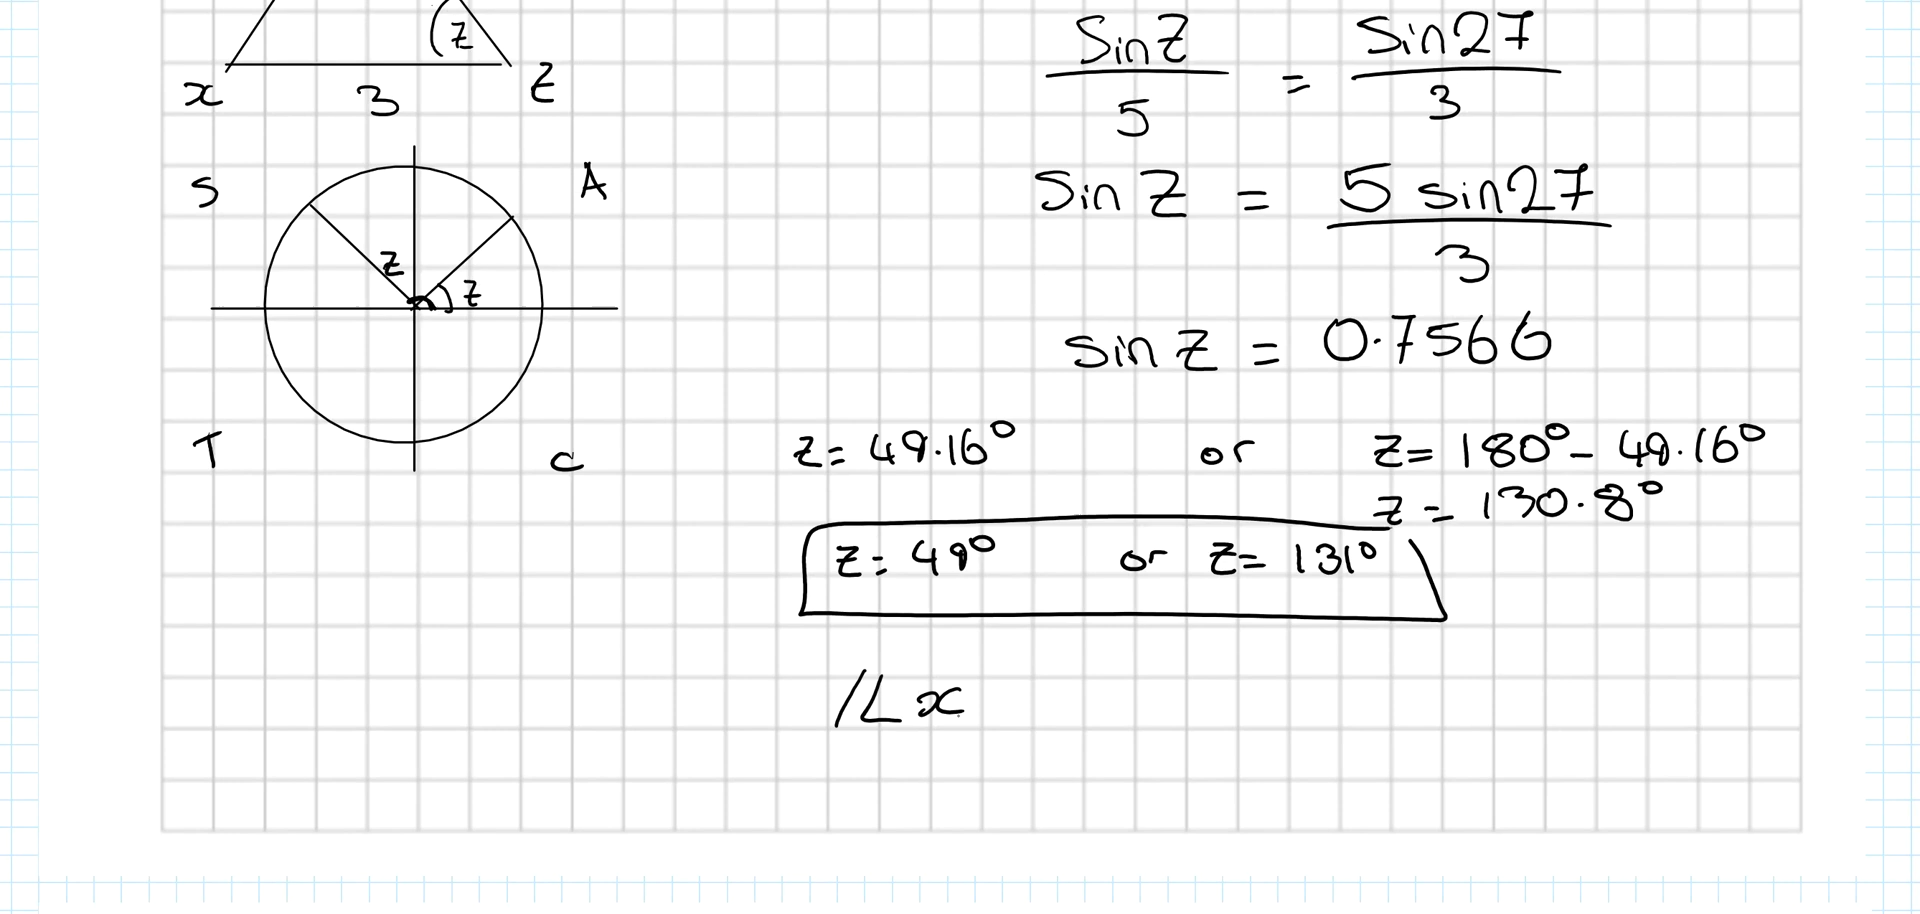 z
x 3 z
Sin z / 5 = Sin 27 / 3
S A
Sin z = 5 sin 27 / 3
z z
sin z = 0.7566
T C
z = 49.16° or z = 180° - 49.16°
z = 130.8°
z = 49° or z = 131°
/∠x